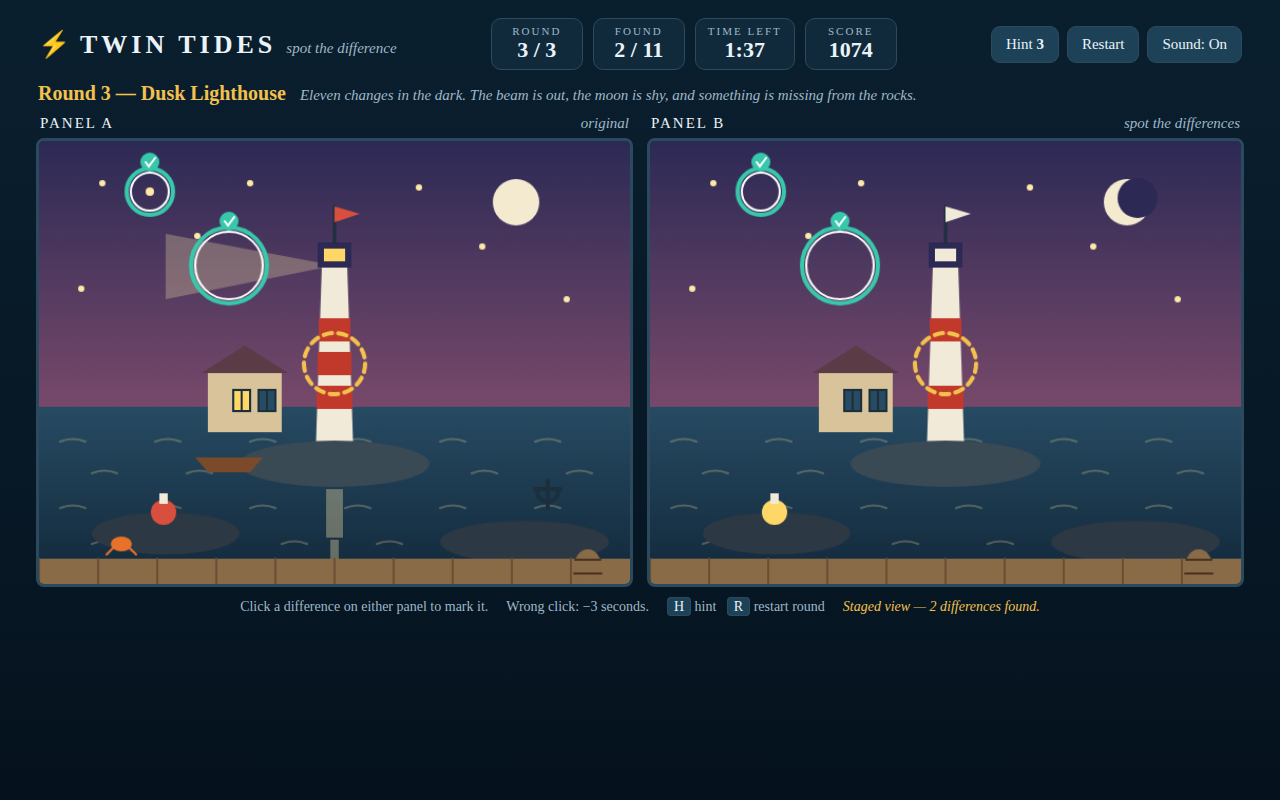 ⚡ TWIN TIDES spot the difference
ROUND
3 / 3
FOUND
2 / 11
TIME LEFT
1:37
SCORE
1074
Hint 3
Restart
Sound: On
Round 3 — Dusk Lighthouse Eleven changes in the dark. The beam is out, the moon is shy, and something is missing from the rocks.
PANEL A original
PANEL B spot the differences
Click a difference on either panel to mark it. Wrong click: −3 seconds. H hint R restart round Staged view — 2 differences found.